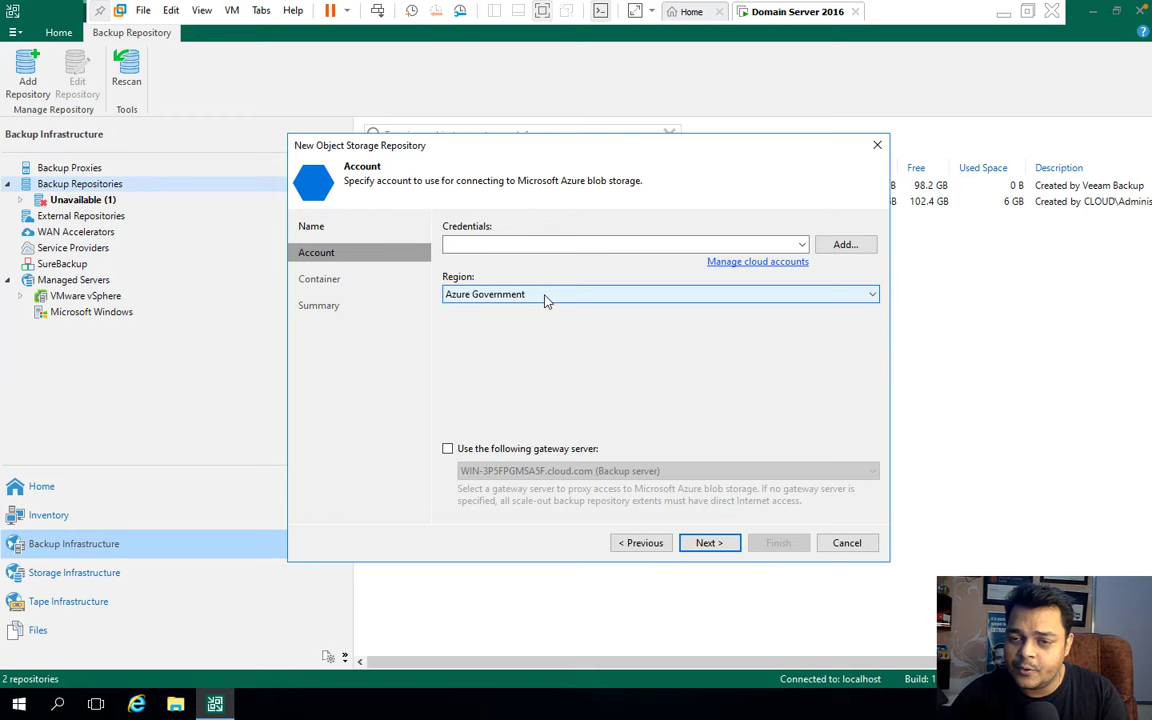 File Edit View VM Tabs Help Home Domain Server 2016
Home Backup Repository
Add Repository
Edit Repository
Rescan
Manage Repository Tools
Backup Infrastructure
Backup Proxies
Backup Repositories
Unavailable (1)
External Repositories
WAN Accelerators
Service Providers
SureBackup
Managed Servers
VMware vSphere
Microsoft Windows
Home
Inventory
Backup Infrastructure
Storage Infrastructure
Tape Infrastructure
Files
New Object Storage Repository
Account
Specify account to use for connecting to Microsoft Azure blob storage.
Name
Account
Container
Summary
Credentials:
Add...
Manage cloud accounts
Region:
Azure Government
Use the following gateway server:
WIN-3P5FPGMSA5F.cloud.com (Backup server)
Select a gateway server to proxy access to Microsoft Azure blob storage. If no gateway server is
specified, all scale-out backup repository extents must have direct Internet access.
< Previous Next > Finish Cancel
Free Used Space Description
B 98.2 GB 0 B Created by Veeam Backup
B 102.4 GB 6 GB Created by CLOUD\Adminis
2 repositories Connected to: localhost Build: 1